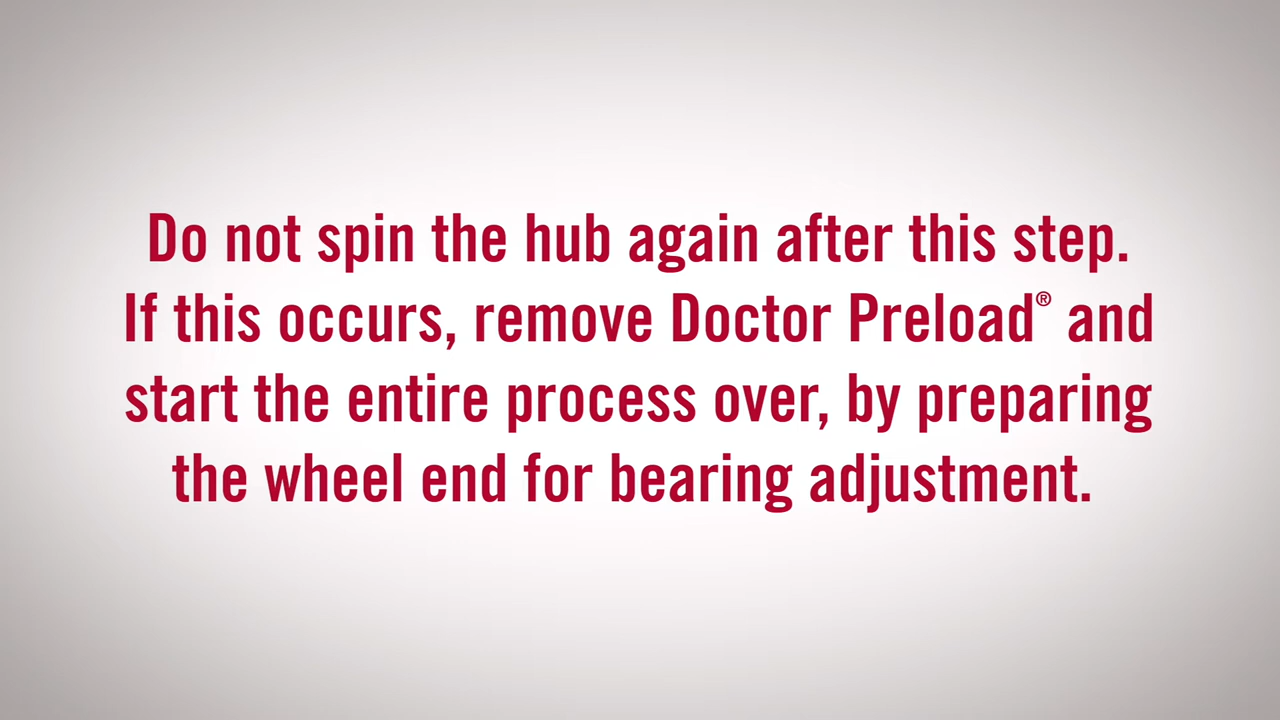 Do not spin the hub again after this step.
If this occurs, remove Doctor Preload® and
start the entire process over, by preparing
the wheel end for bearing adjustment.